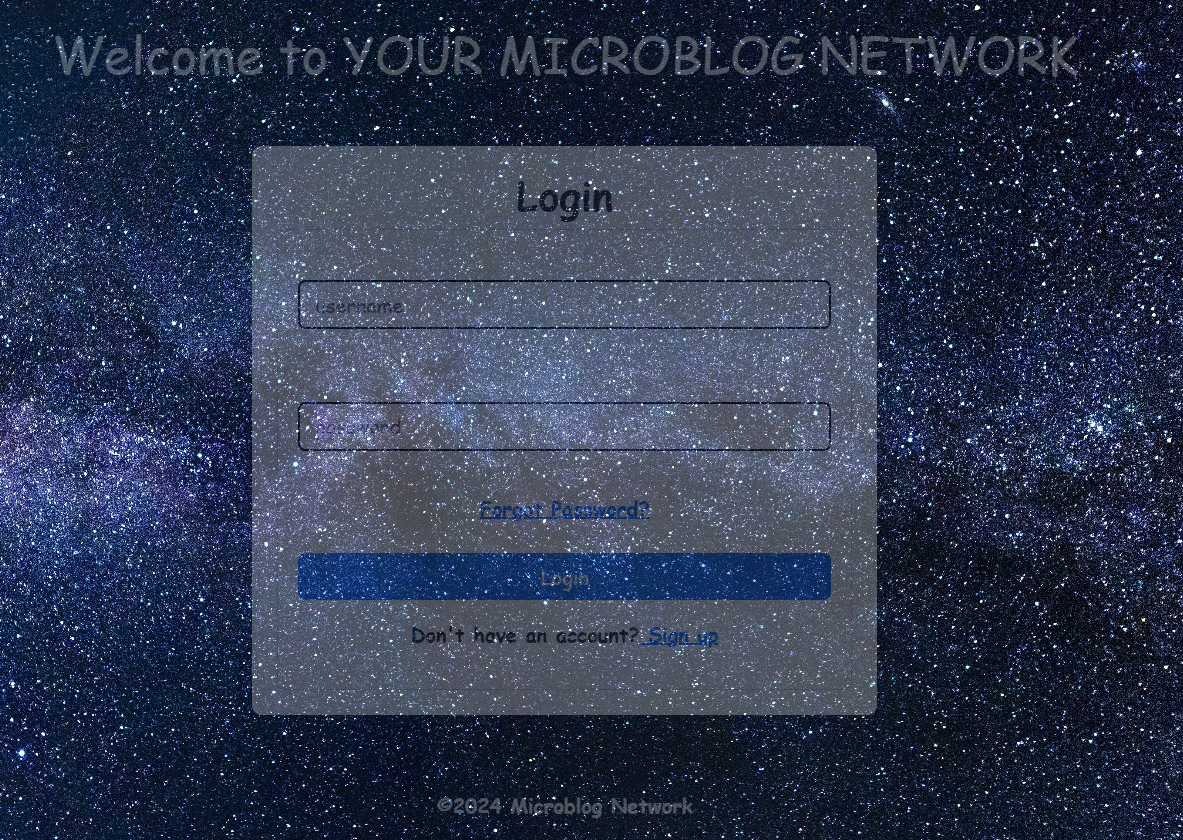 Welcome to YOUR MICROBLOG NETWORK
Login
username
password
Forgot Password?
Login
Don't have an account? Sign up
©2024 Microblog Network